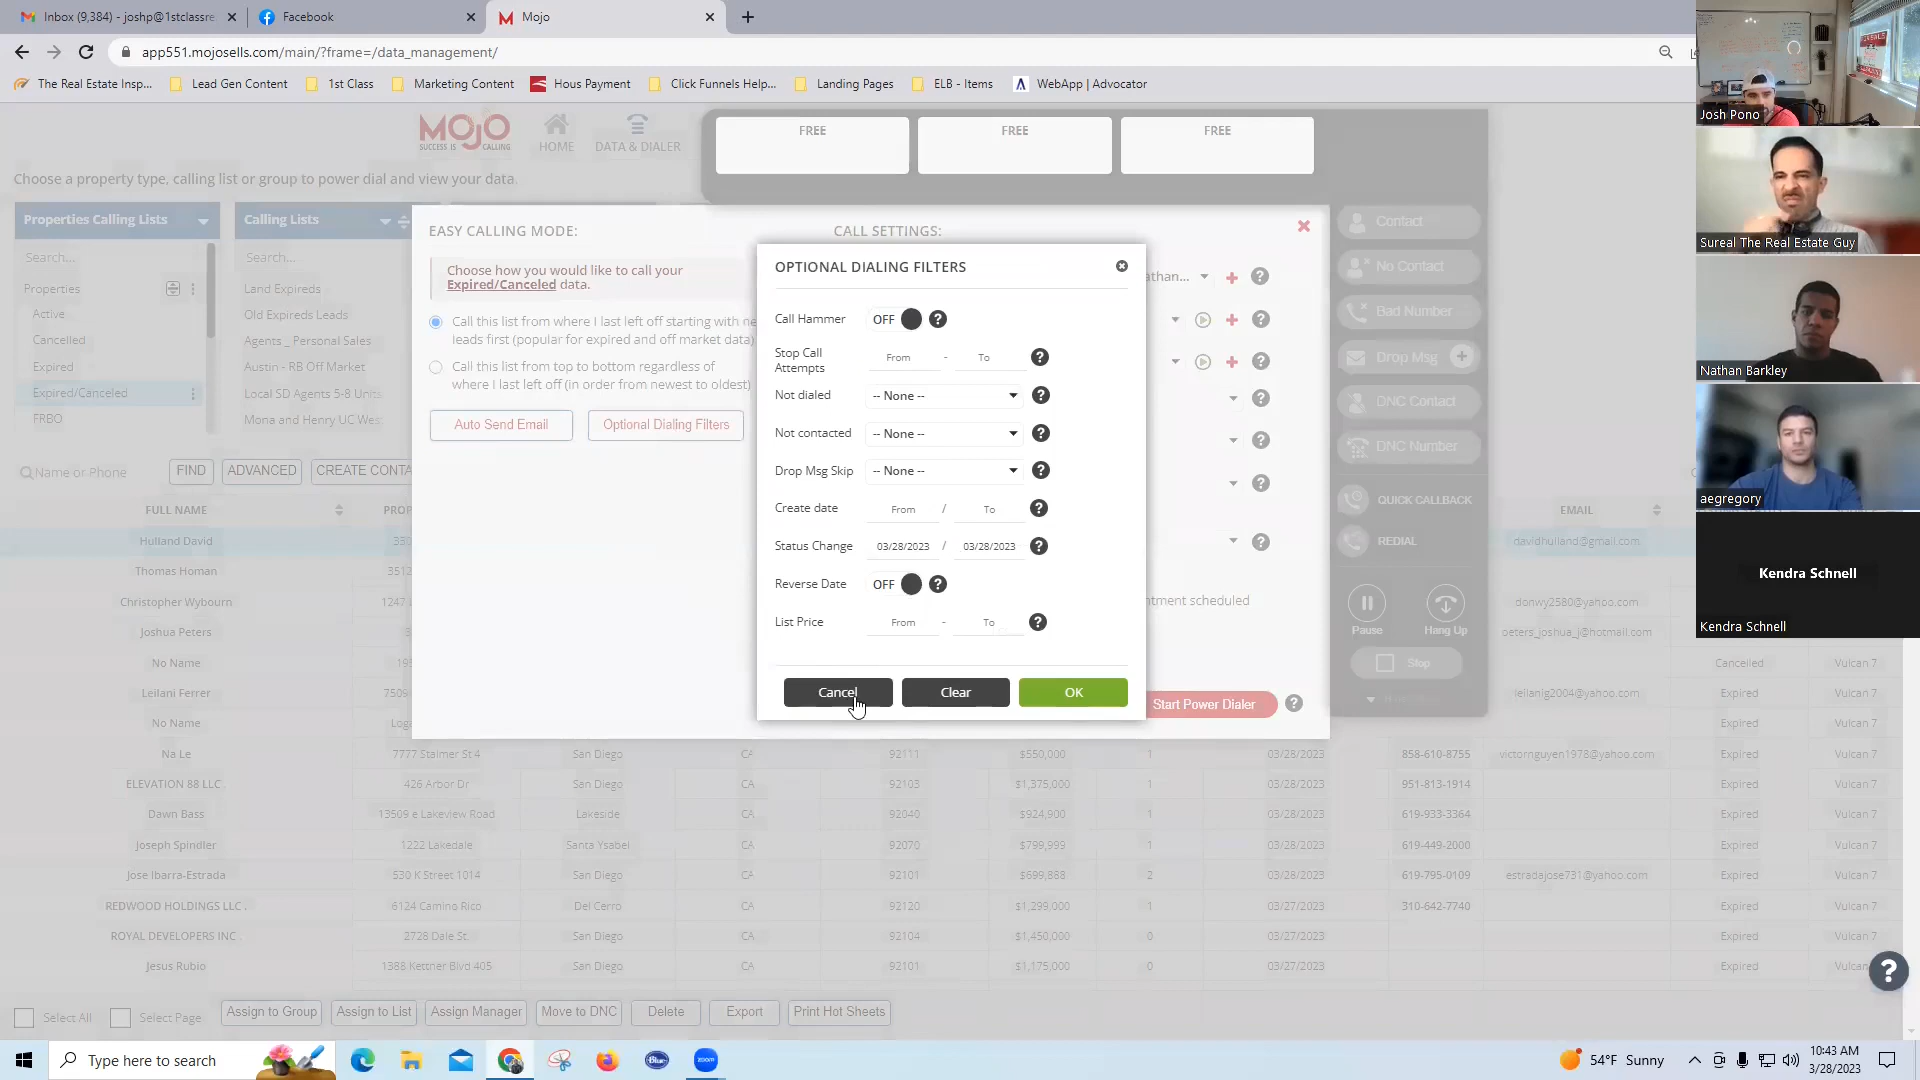 Inbox (9,384) - joshp@1stclassre
Facebook
Mojo
app551.mojosells.com/main/?frame=/data_management/
The Real Estate Insp...
Lead Gen Content
1st Class
Marketing Content
Hous Payment
Click Funnels Help...
Landing Pages
ELB - Items
WebApp | Advocator
MOJO
SUCCESS IS CALLING
HOME
DATA & DIALER
FREE
FREE
FREE
Choose a property type, calling list or group to power dial and view your data.
Properties Calling Lists
Search...
Properties
Active
Cancelled
Expired
Expired/Canceled
FRBO
Calling Lists
Search...
Land Expireds
Old Expireds Leads
Agents _ Personal Sales
Austin - RB Off Market
Local SD Agents 5-8 Units
Mona and Henry UC West
EASY CALLING MODE:
Choose how you would like to call your
Expired/Canceled data.
Call this list from where I last left off starting with ne
leads first (popular for expired and off market data)
Call this list from top to bottom regardless of
where I last left off (in order from newest to oldest)
Auto Send Email
Optional Dialing Filters
CALL SETTINGS:
athan...
ntment scheduled
Start Power Dialer
OPTIONAL DIALING FILTERS
Call Hammer OFF
Stop Call
Attempts
From - To
Not dialed -- None --
Not contacted -- None --
Drop Msg Skip -- None --
Create date From / To
Status Change 03/28/2023 / 03/28/2023
Reverse Date OFF
List Price From - To
Cancel
Clear
OK
Contact
No Contact
Bad Number
Drop Msg
DNC Contact
DNC Number
QUICK CALLBACK
REDIAL
Pause
Hang Up
Stop
Name or Phone
FIND
ADVANCED
CREATE CONTA
FULL NAME
PROP
EMAIL
Hulland David 330 davidhulland@gmail.com
Thomas Homan 3512
Christopher Wybourn 1247 donwy2580@yahoo.com
Joshua Peters peters_joshua_j@hotmail.com
No Name 195 Cancelled Vulcan 7
Leilani Ferrer 7509 leilanig2004@yahoo.com Expired Vulcan 7
No Name Loga Expired Vulcan 7
Na Le 7777 Stalmer St 4 San Diego CA 92111 $550,000 1 03/28/2023 858-610-8755 victornguyen1978@yahoo.com Expired Vulcan 7
ELEVATION 88 LLC . 426 Arbor Dr San Diego CA 92103 $1,375,000 1 03/28/2023 951-813-1914 Expired Vulcan 7
Dawn Bass 13509 e Lakeview Road Lakeside CA 92040 $924,900 1 03/28/2023 619-933-3364 Expired Vulcan 7
Joseph Spindler 1222 Lakedale Santa Ysabel CA 92070 $799,999 1 03/28/2023 619-449-2000 Expired Vulcan 7
Jose Ibarra-Estrada 530 K Street 1014 San Diego CA 92101 $699,888 2 03/28/2023 619-795-0109 estradajose731@yahoo.com Expired Vulcan 7
REDWOOD HOLDINGS LLC . 6124 Camino Rico Del Cerro CA 92120 $1,299,000 1 03/27/2023 310-642-7740 Expired Vulcan 7
ROYAL DEVELOPERS INC . 2728 Dale St. San Diego CA 92104 $1,450,000 0 03/27/2023 Expired Vulcan 7
Jesus Rubio 1388 Kettner Blvd 405 San Diego CA 92101 $1,175,000 0 03/27/2023 Expired Vulcan
Select All
Select Page
Assign to Group
Assign to List
Assign Manager
Move to DNC
Delete
Export
Print Hot Sheets
Josh Pono
Sureal The Real Estate Guy
Nathan Barkley
aegregory
Kendra Schnell
Kendra Schnell
Type here to search
54°F Sunny
10:43 AM
3/28/2023